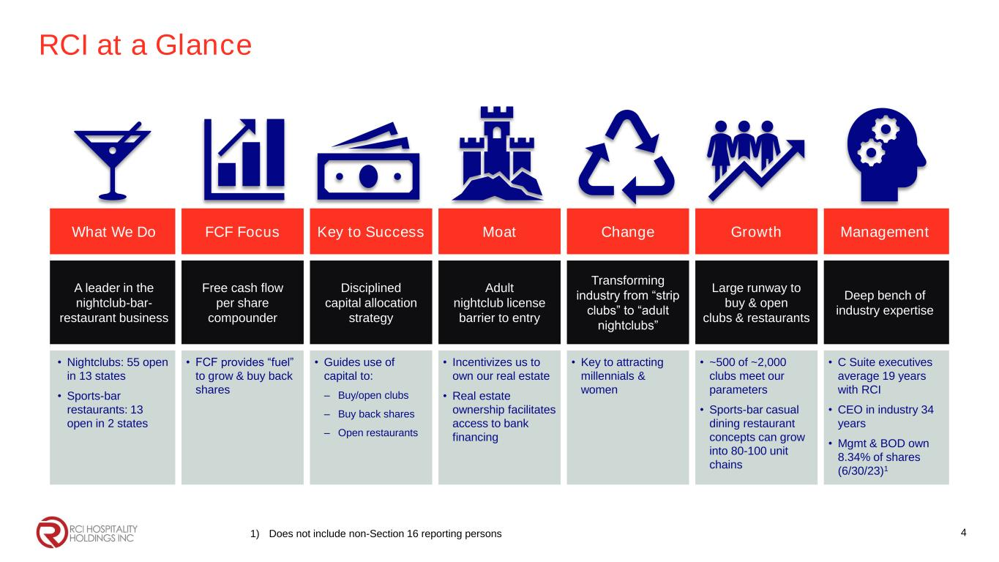 RCI at a Glance
What We Do
FCF Focus
Key to Success
Moat
Change
Growth
Management
A leader in the
nightclub-bar-
restaurant business
Free cash flow
per share
compounder
Disciplined
capital allocation
strategy
Adult
nightclub license
barrier to entry
Transforming
industry from “strip
clubs” to “adult
nightclubs”
Large runway to
buy & open
clubs & restaurants
Deep bench of
industry expertise
• Nightclubs: 55 open
in 13 states
• Sports-bar
restaurants: 13
open in 2 states
• FCF provides “fuel”
to grow & buy back
shares
• Guides use of
capital to:
– Buy/open clubs
– Buy back shares
– Open restaurants
• Incentivizes us to
own our real estate
• Real estate
ownership facilitates
access to bank
financing
• Key to attracting
millennials &
women
• ~500 of ~2,000
clubs meet our
parameters
• Sports-bar casual
dining restaurant
concepts can grow
into 80-100 unit
chains
• C Suite executives
average 19 years
with RCI
• CEO in industry 34
years
• Mgmt & BOD own
8.34% of shares
(6/30/23)¹
RCI HOSPITALITY
HOLDINGS INC
1) Does not include non-Section 16 reporting persons
4